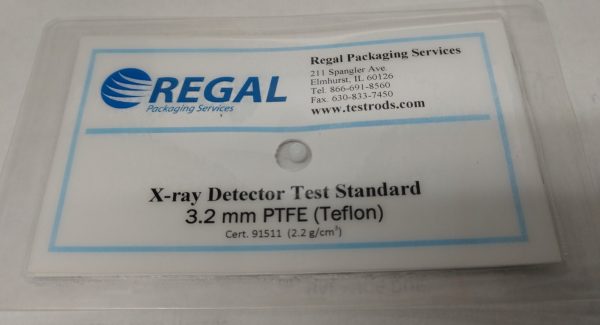 REGAL
Packaging Services
Regal Packaging Services
211 Spangler Ave.
Elmhurst, IL 60126
Tel. 866-691-8560
Fax. 630-833-7450
www.testrods.com
X-ray Detector Test Standard
3.2 mm PTFE (Teflon)
Cert. 91511 (2.2 g/cm³)